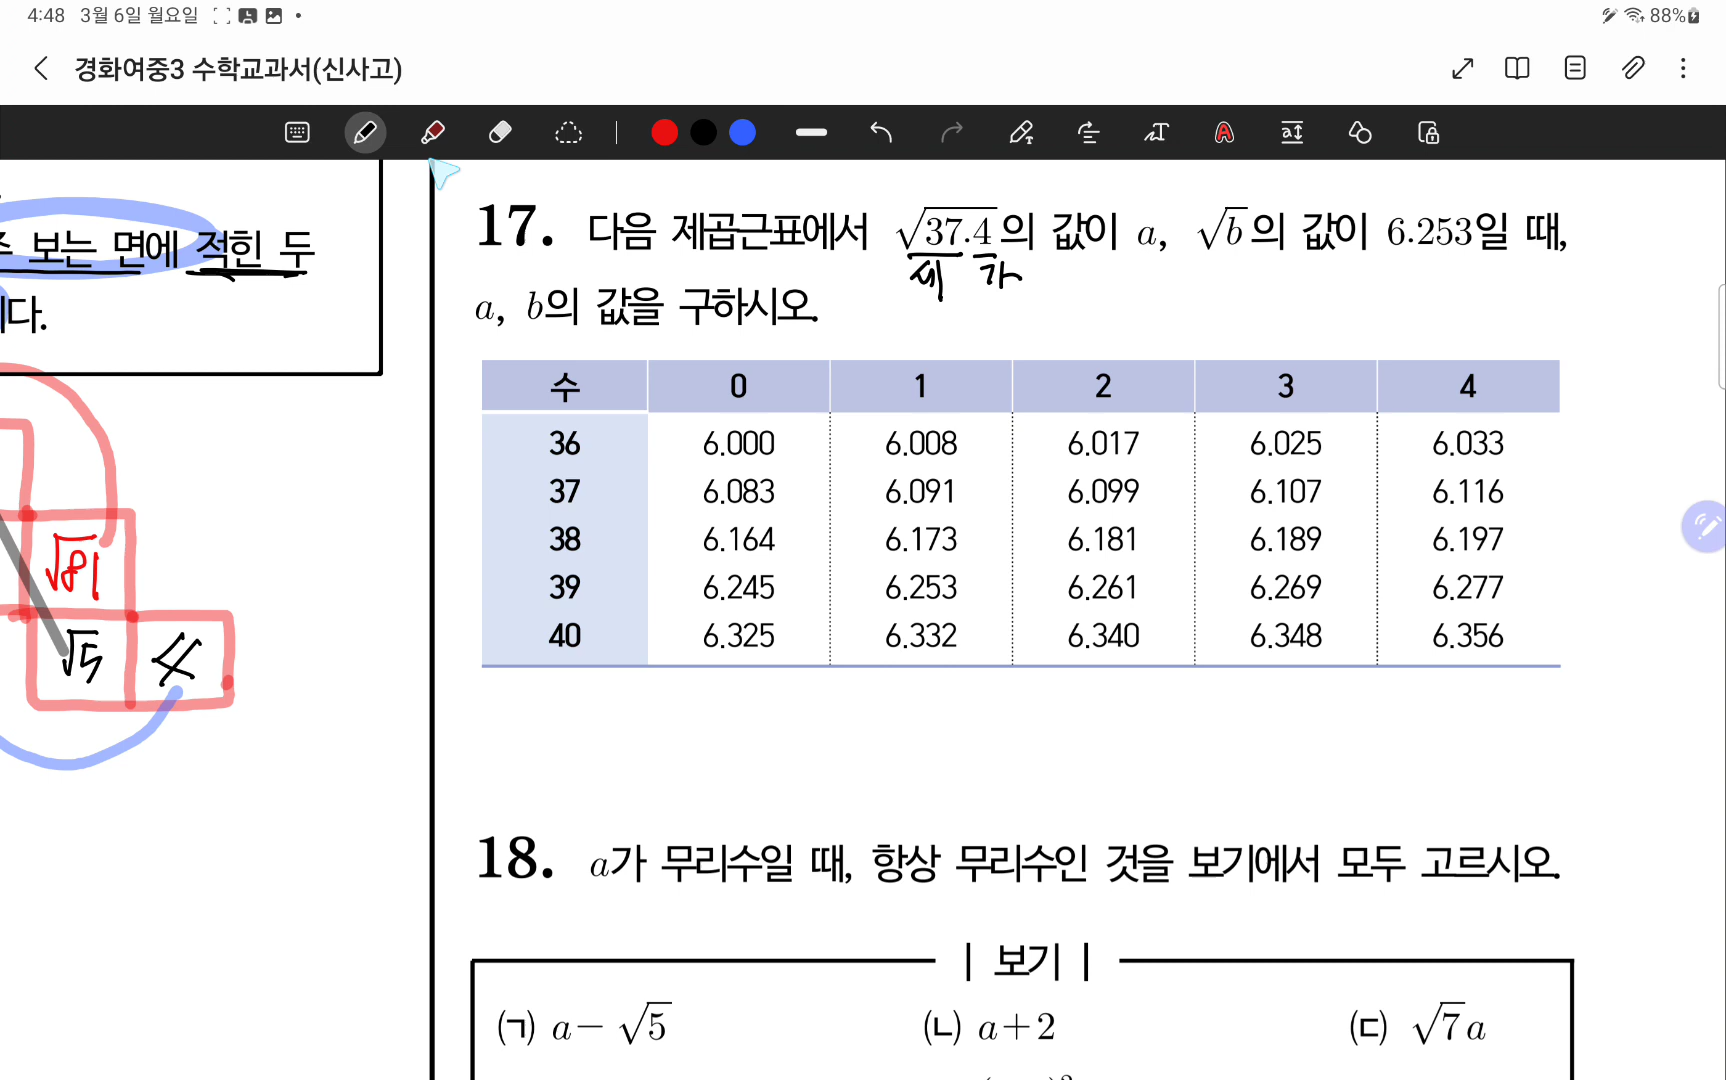 4:48 3월 6일 월요일
88%
경화여중3 수학교과서(신사고)
보는 면에 적힌 두
다.
√81
√5
4
17. 다음 제곱근표에서 √37.4의 값이 a, √b의 값이 6.253일 때,
세 가
a, b의 값을 구하시오.
수 0 1 2 3 4
36 6.000 6.008 6.017 6.025 6.033
37 6.083 6.091 6.099 6.107 6.116
38 6.164 6.173 6.181 6.189 6.197
39 6.245 6.253 6.261 6.269 6.277
40 6.325 6.332 6.340 6.348 6.356
18. a가 무리수일 때, 항상 무리수인 것을 보기에서 모두 고르시오.
| 보기 |
(ㄱ) a－√5 (ㄴ) a+2 (ㄷ) √7a